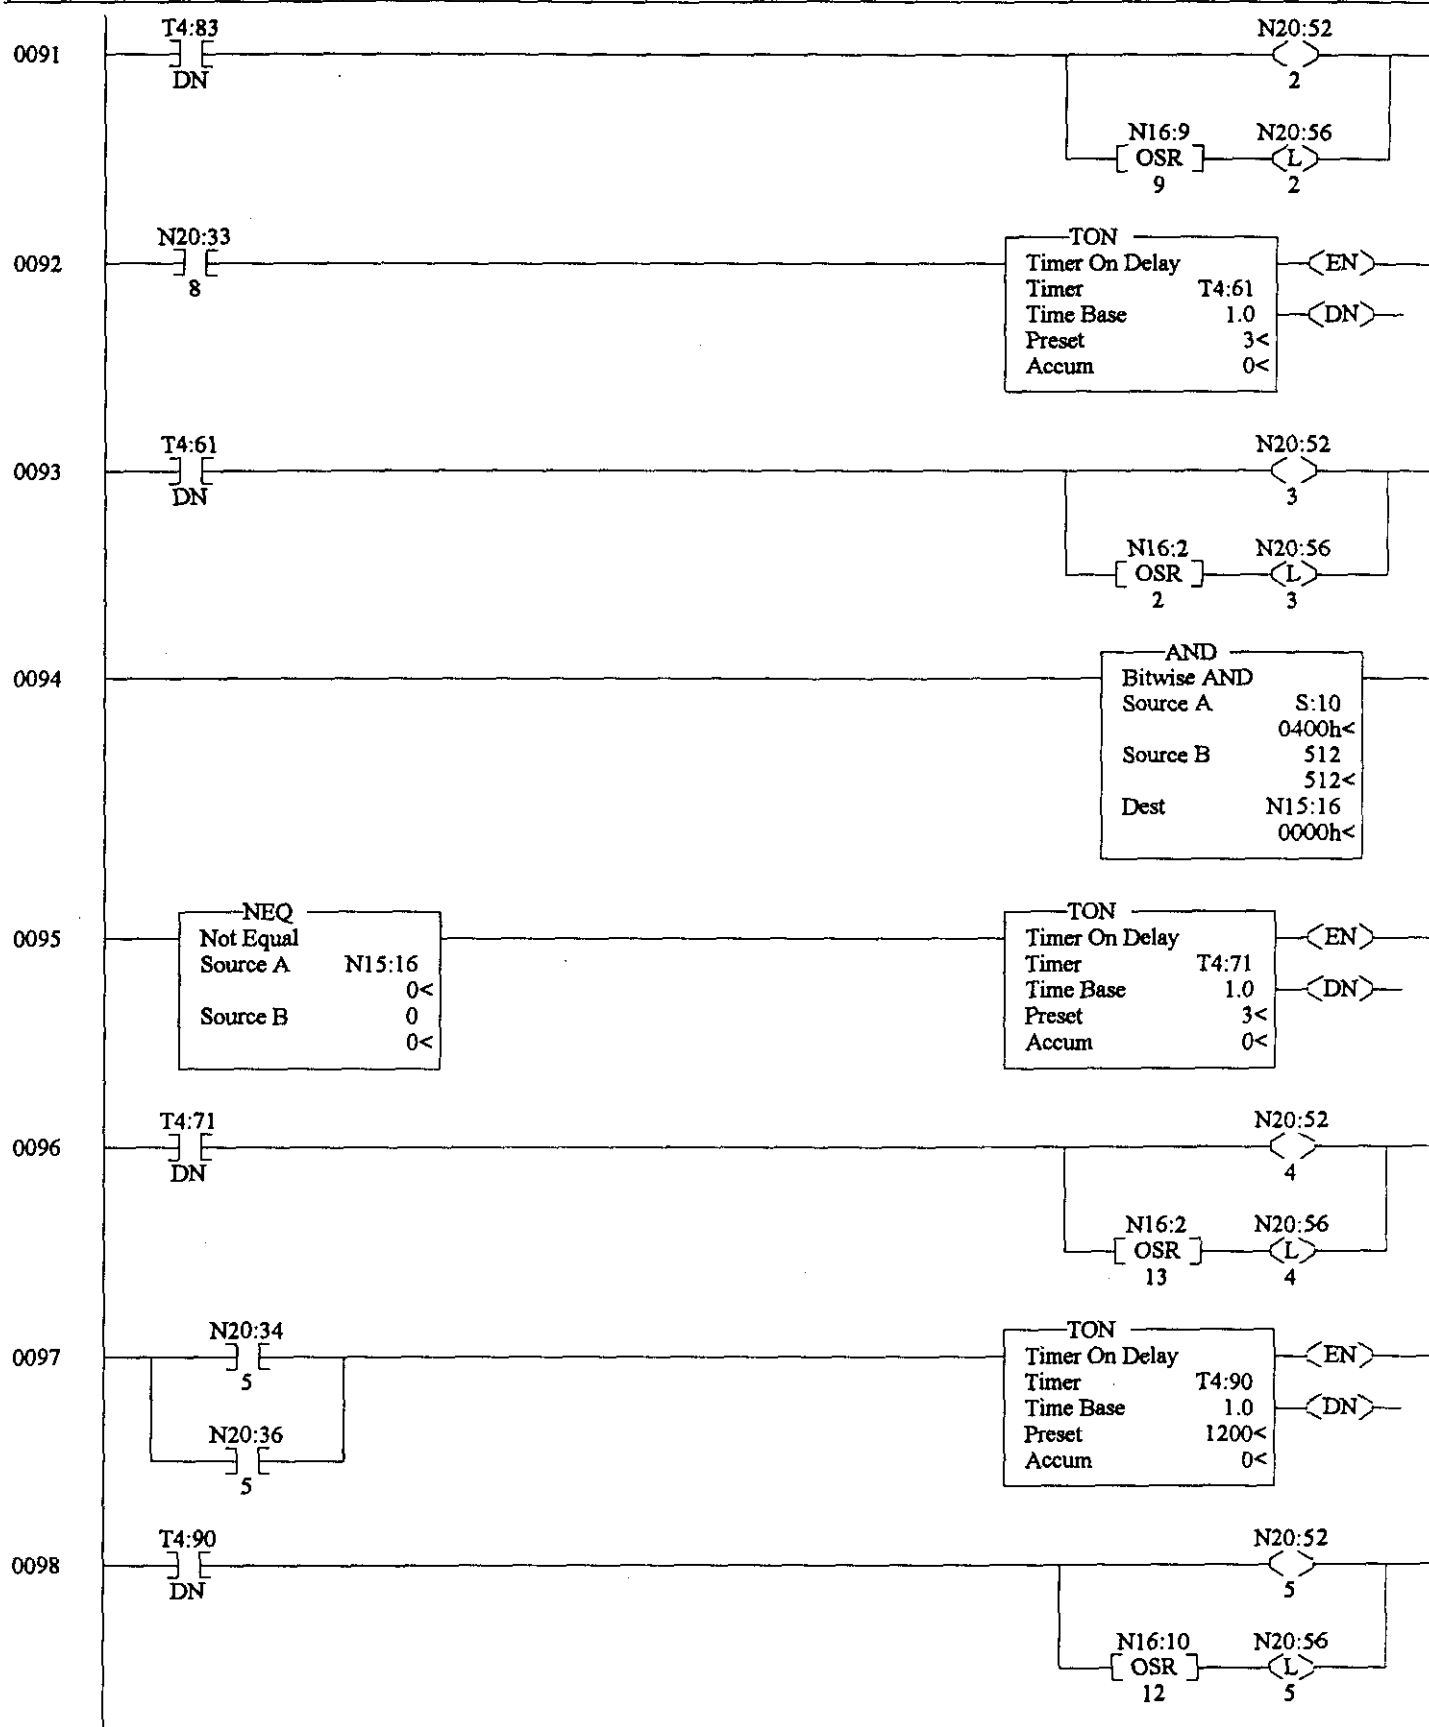 T4:83 N20:52
0091
DN 2
N16:9 N20:56
OSR L
9 2
N20:33 TON
0092 Timer On Delay EN
8 Timer T4:61
Time Base 1.0 DN
Preset 3<
Accum 0<
T4:61 N20:52
0093
DN 3
N16:2 N20:56
OSR L
2 3
AND
0094 Bitwise AND
Source A S:10
0400h<
Source B 512
512<
Dest N15:16
0000h<
NEQ TON
0095 Not Equal Timer On Delay EN
Source A N15:16 Timer T4:71
0< Time Base 1.0 DN
Source B 0 Preset 3<
0< Accum 0<
T4:71 N20:52
0096
DN 4
N16:2 N20:56
OSR L
13 4
N20:34 TON
0097 Timer On Delay EN
5 Timer T4:90
Time Base 1.0 DN
N20:36 Preset 1200<
Accum 0<
5
T4:90 N20:52
0098
DN 5
N16:10 N20:56
OSR L
12 5